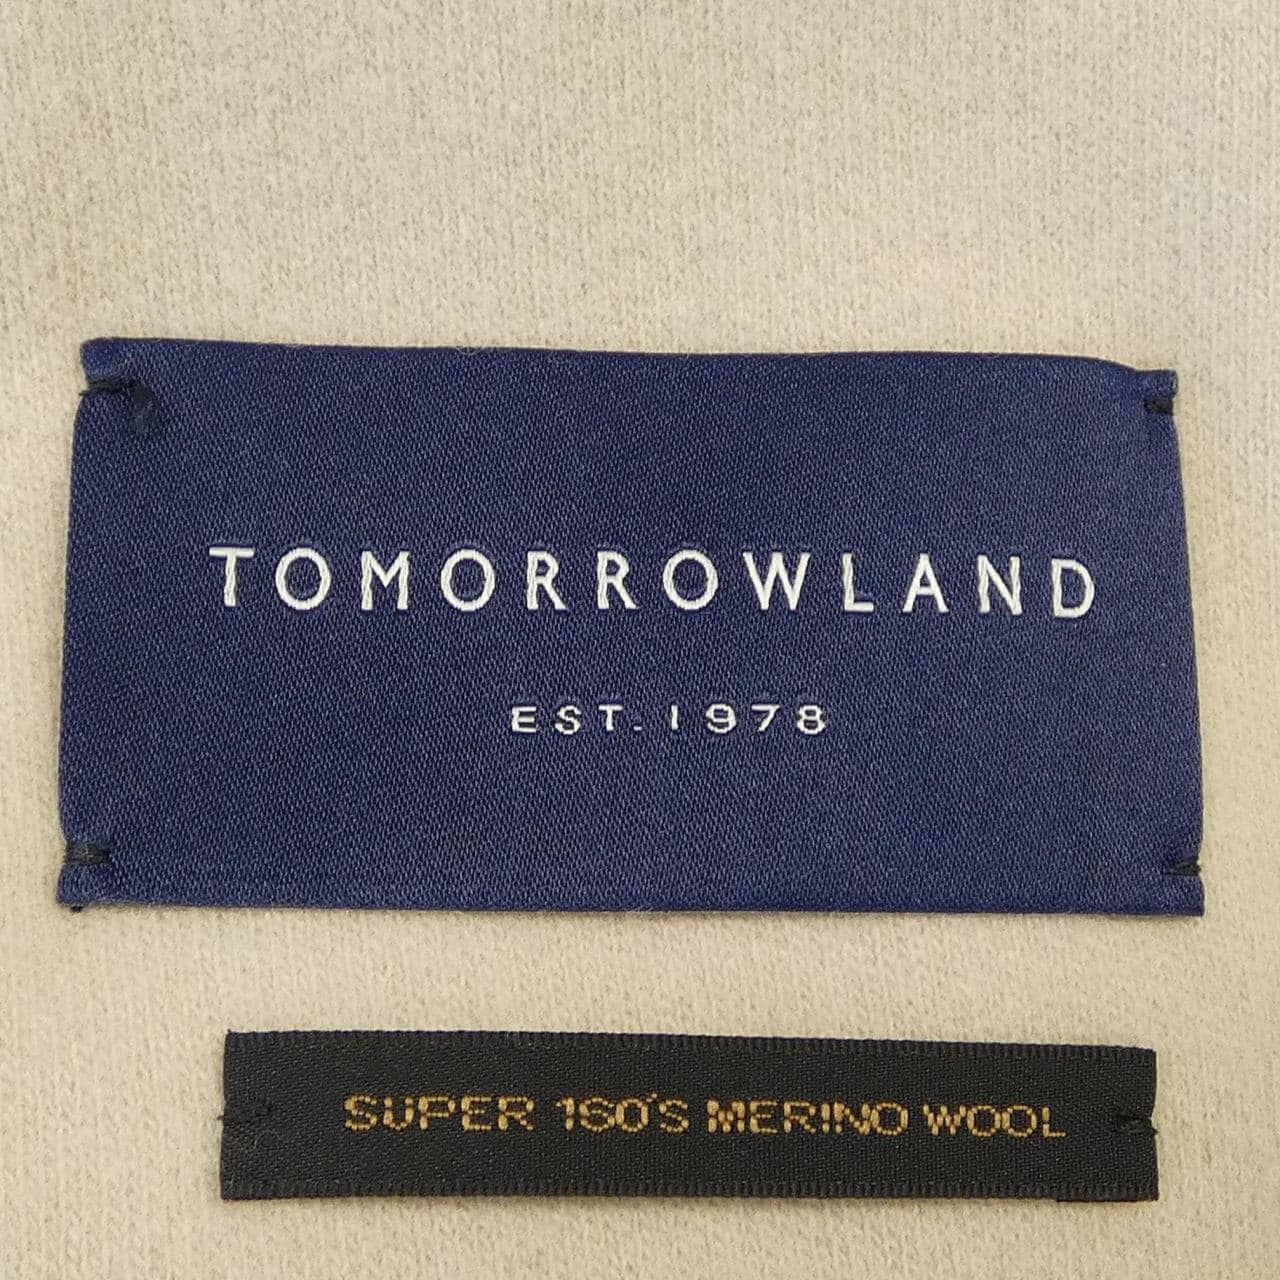 TOMORROWLAND
EST. 1978
SUPER 160'S MERINO WOOL